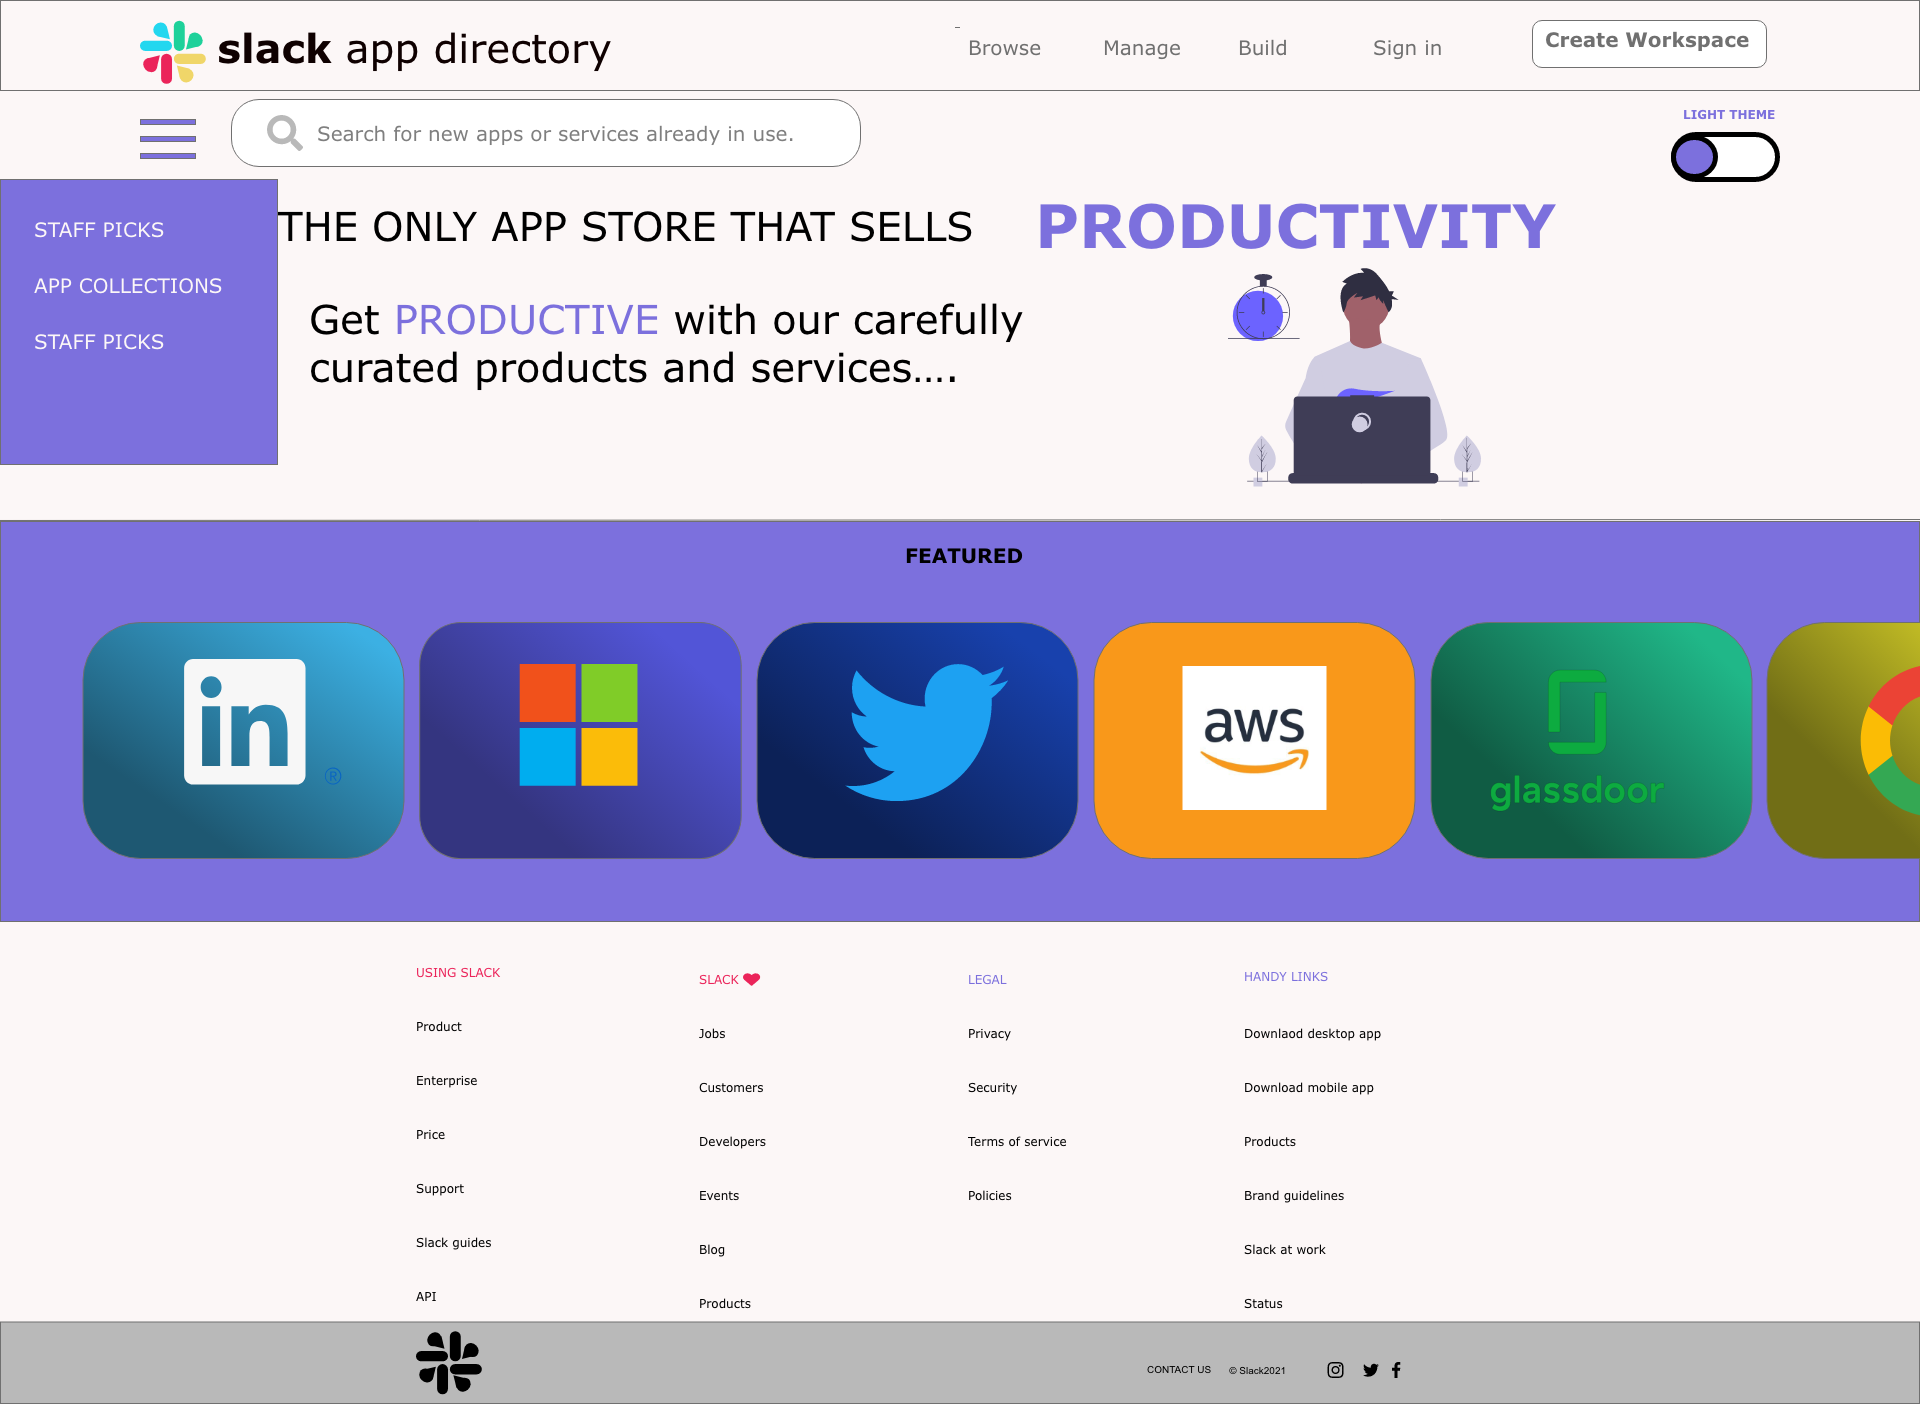 slack app directory
Browse
Manage
Build
Sign in
Create Workspace
Search for new apps or services already in use.
LIGHT THEME
STAFF PICKS
APP COLLECTIONS
STAFF PICKS
THE ONLY APP STORE THAT SELLS PRODUCTIVITY
Get PRODUCTIVE with our carefully
curated products and services....
FEATURED
in ®
aws
glassdoor
USING SLACK
Product
Enterprise
Price
Support
Slack guides
API
SLACK
Jobs
Customers
Developers
Events
Blog
Products
LEGAL
Privacy
Security
Terms of service
Policies
HANDY LINKS
Downlaod desktop app
Download mobile app
Products
Brand guidelines
Slack at work
Status
CONTACT US
© Slack2021